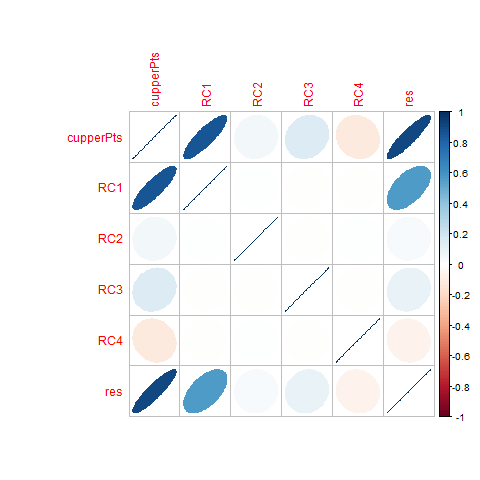 cupperPts
RC1
RC2
RC3
RC4
res
cupperPts
RC1
RC2
RC3
RC4
res
1
0.8
0.6
0.4
0.2
0
-0.2
-0.4
-0.6
-0.8
-1